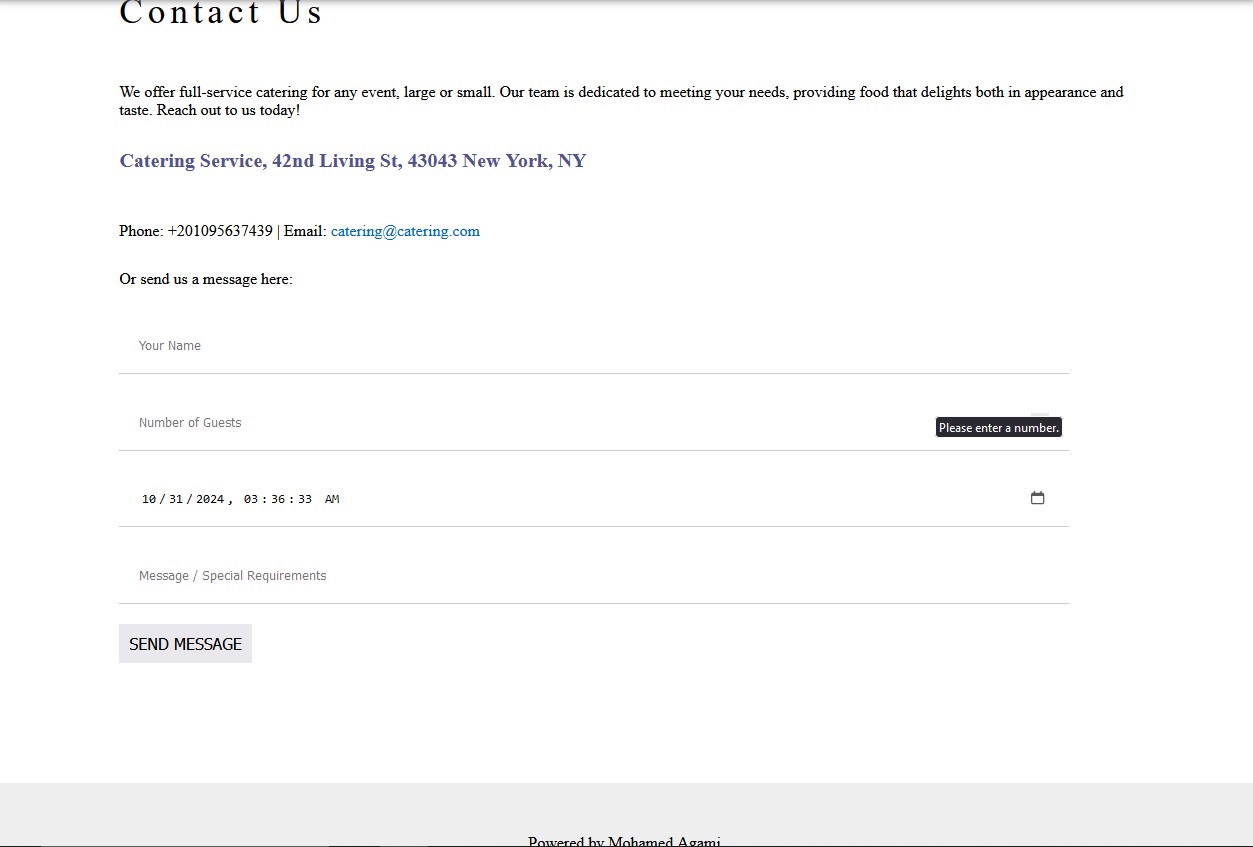 Contact Us
We offer full-service catering for any event, large or small. Our team is dedicated to meeting your needs, providing food that delights both in appearance and
taste. Reach out to us today!
Catering Service, 42nd Living St, 43043 New York, NY
Phone: +201095637439 | Email: catering@catering.com
Or send us a message here:
Your Name
Number of Guests
Please enter a number.
10/31/2024, 03:36:33 AM
Message / Special Requirements
SEND MESSAGE
Powered by Mohamed Agami